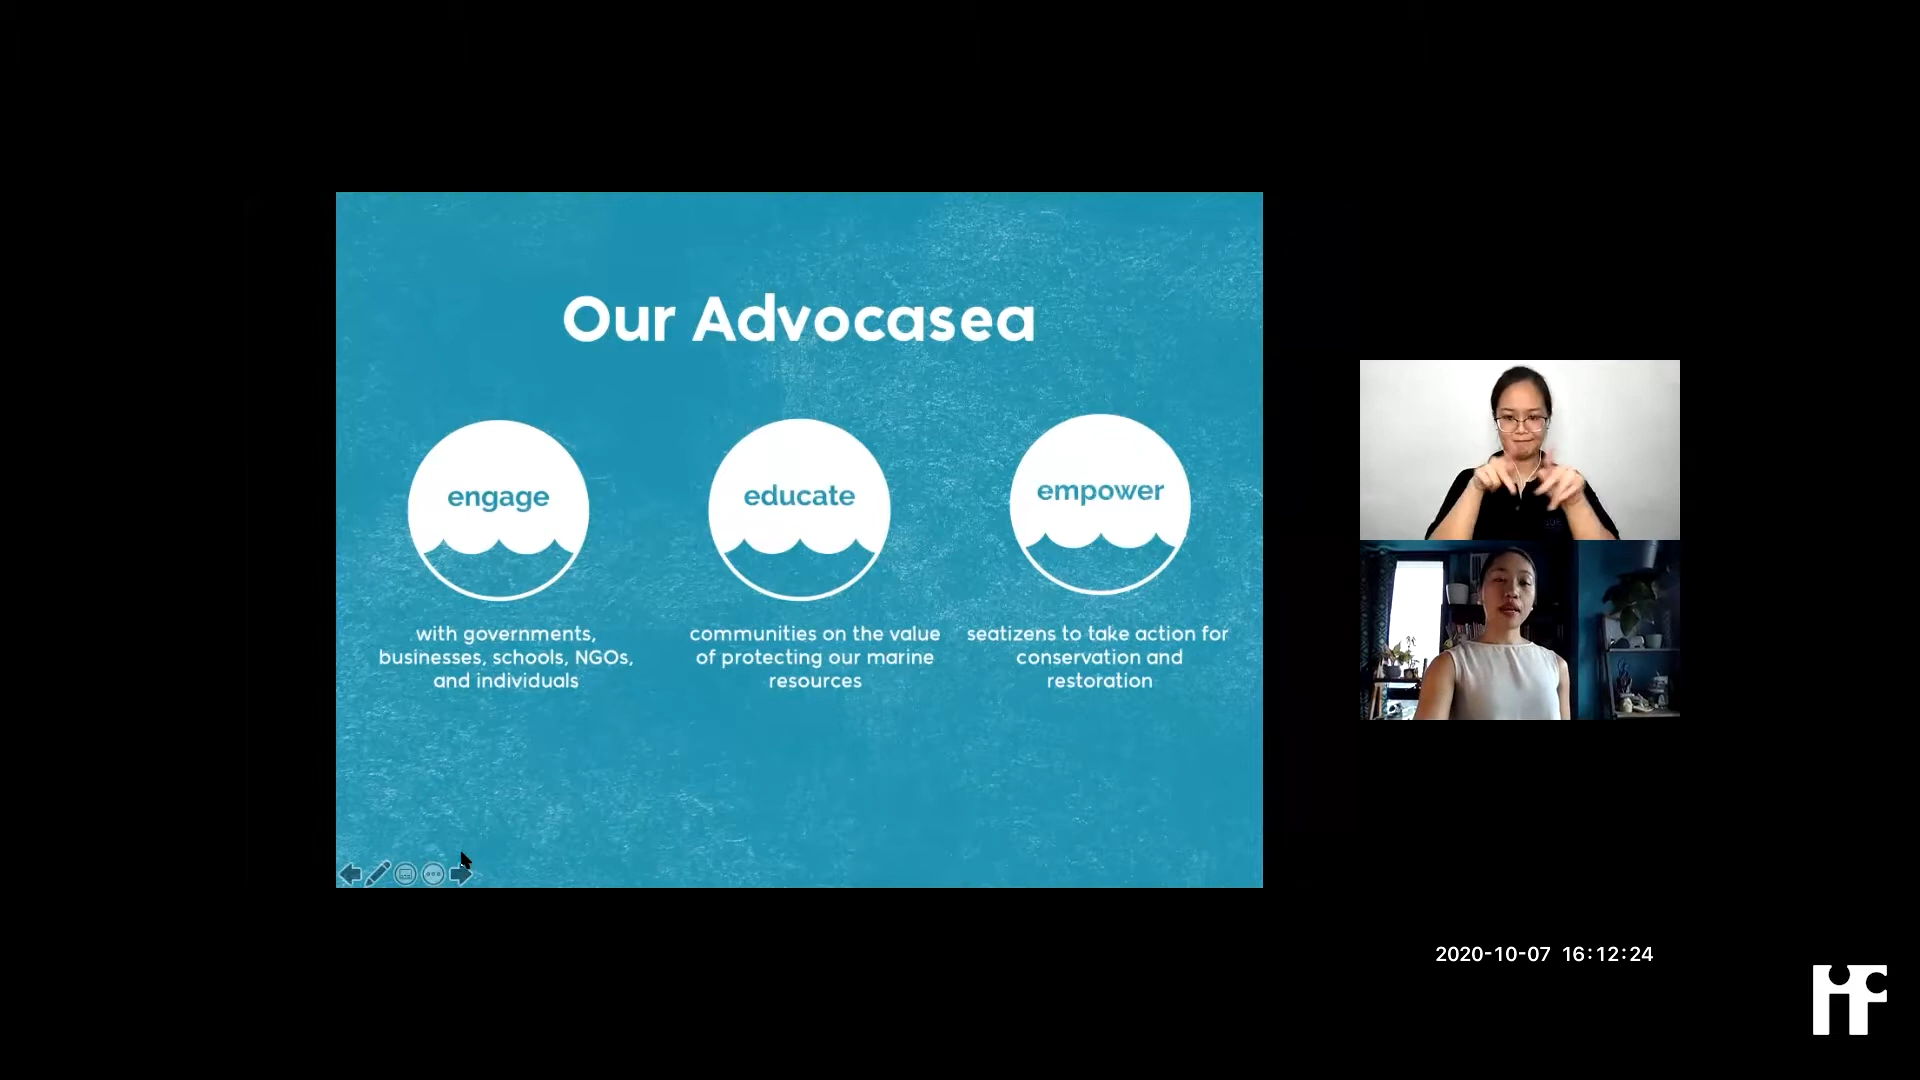 Our Advocasea
engage
with governments,
businesses, schools, NGOs,
and individuals
educate
communities on the value
of protecting our marine
resources
empower
seatizens to take action for
conservation and
restoration
2020-10-07 16:12:24